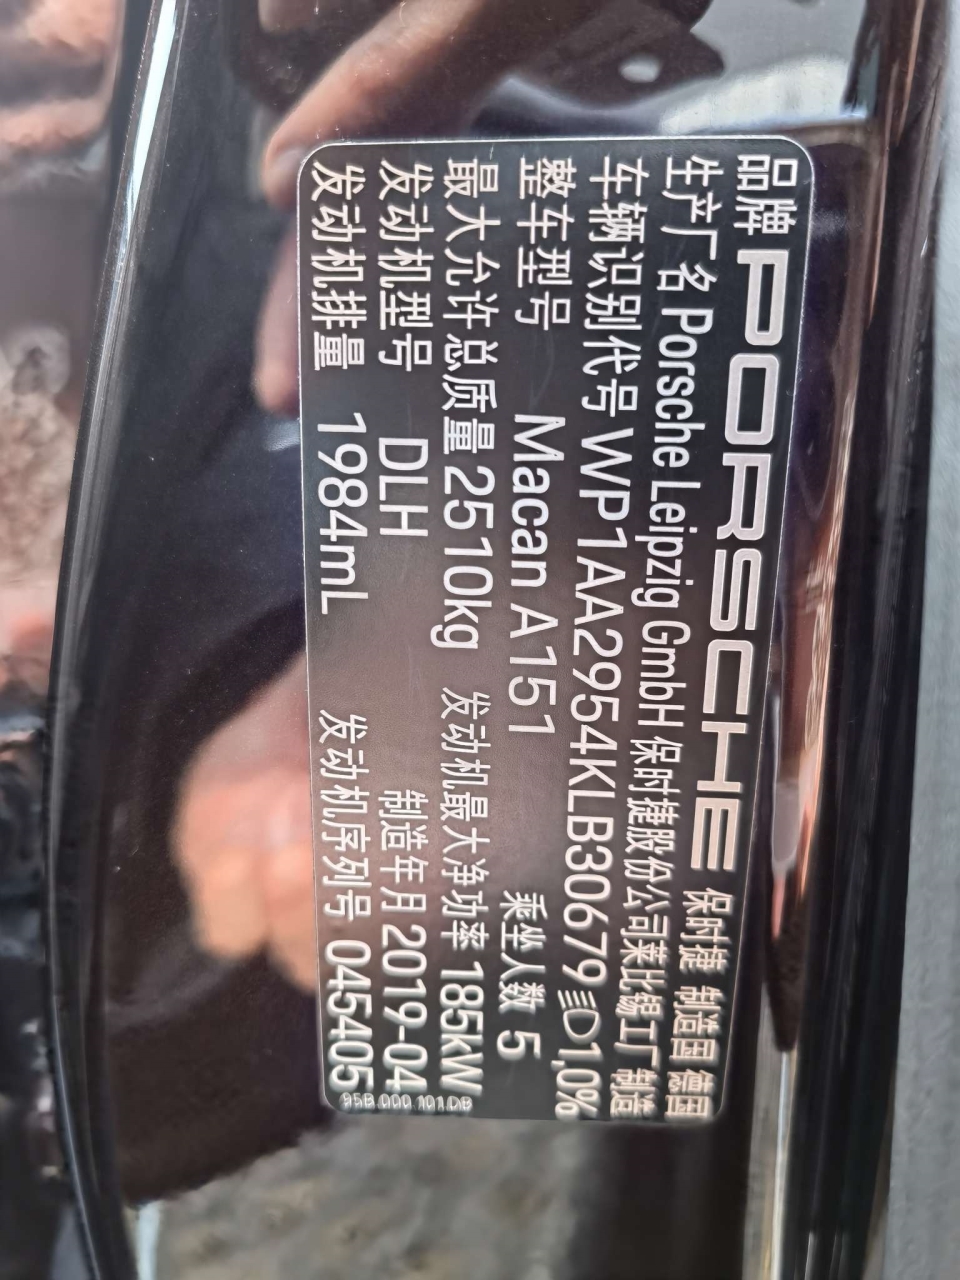 品牌 PORSCHE 保时捷 制造国 德国
生产厂名 Porsche Leipzig GmbH 保时捷股份公司莱比锡工厂 制造
车辆识别代号 WP1AA2954KLB30679 1,0%
整车型号 Macan A151 乘坐人数 5
最大允许总质量 2510kg 发动机最大净功率 185kW
发动机型号 DLH 制造年月 2019-04
发动机排量 1984mL 发动机序列号 045405
95B.000.101.DB